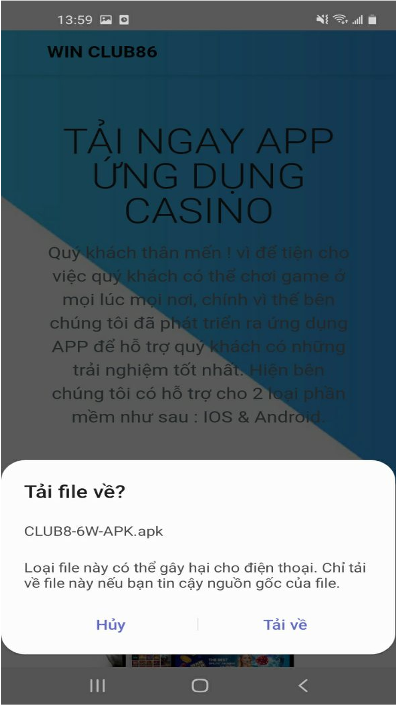 13:59
WIN CLUB86
TẢI NGAY APP
ỨNG DỤNG
CASINO
Quý khách thân mến ! vì để tiện cho
việc quý khách có thể chơi game ở
mọi lúc mọi nơi, chính vì thế bên
chúng tôi đã phát triển ra ứng dụng
APP để hỗ trợ quý khách có những
trải nghiệm tốt nhất. Hiện bên
chúng tôi có hỗ trợ cho 2 loại phần
mềm như sau : IOS & Android.
Tải file về?
CLUB8-6W-APK.apk
Loại file này có thể gây hại cho điện thoại. Chỉ tải
về file này nếu bạn tin cậy nguồn gốc của file.
Hủy
Tải về